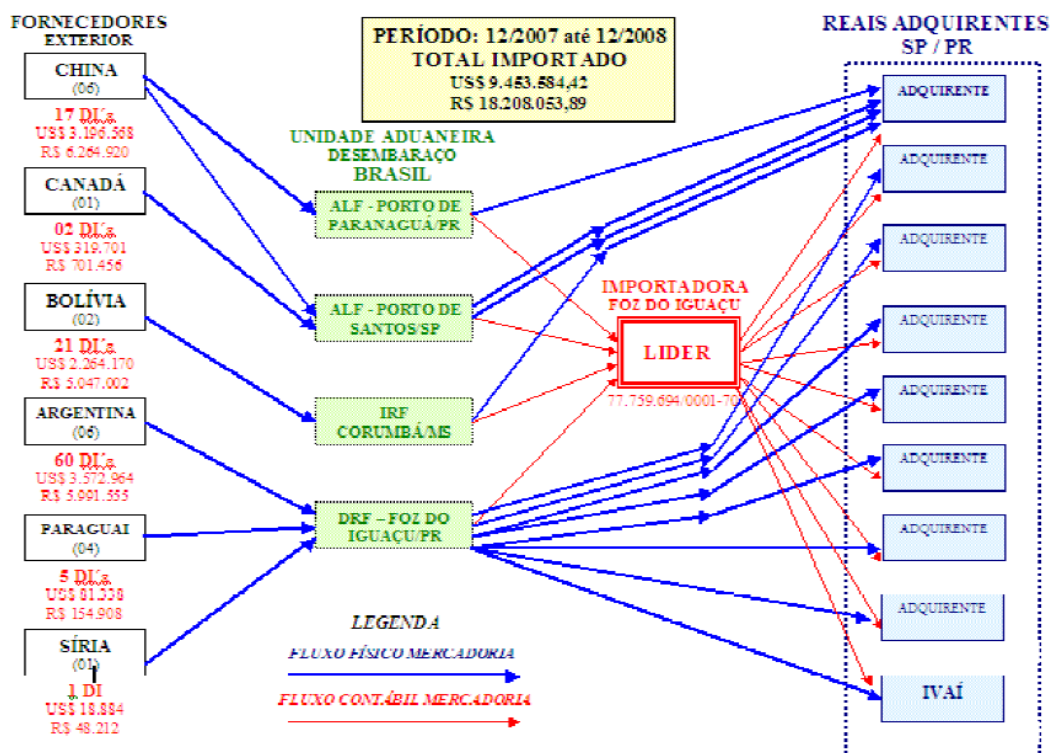 FORNECEDORES
EXTERIOR
CHINA
(06)
17 DI's
US$ 3.196.568
R$ 6.264.920
CANADÁ
(01)
02 DI's
US$ 319.701
R$ 701.456
BOLÍVIA
(02)
21 DI's
US$ 2.264.170
R$ 5.047.002
ARGENTINA
(06)
60 DI's
US$ 3.572.964
R$ 5.991.555
PARAGUAI
(04)
5 DI's
US$ 81.338
R$ 154.908
SÍRIA
(01)
1 DI
US$ 18.884
R$ 48.212
PERÍODO: 12/2007 até 12/2008
TOTAL IMPORTADO
US$ 9.453.584,42
R$ 18.208.053,89
UNIDADE ADUANEIRA
DESEMBARAÇO
BRASIL
ALF - PORTO DE
PARANAGUÁ/PR
ALF - PORTO DE
SANTOS/SP
IRF
CORUMBÁ/MS
DRF – FOZ DO
IGUAÇU/PR
IMPORTADORA
FOZ DO IGUAÇU
LIDER
77.759.694/0001-70
LEGENDA
FLUXO FÍSICO MERCADORIA
FLUXO CONTÁBIL MERCADORIA
REAIS ADQUIRENTES
SP / PR
ADQUIRENTE
ADQUIRENTE
ADQUIRENTE
ADQUIRENTE
ADQUIRENTE
ADQUIRENTE
ADQUIRENTE
ADQUIRENTE
IVAÍ